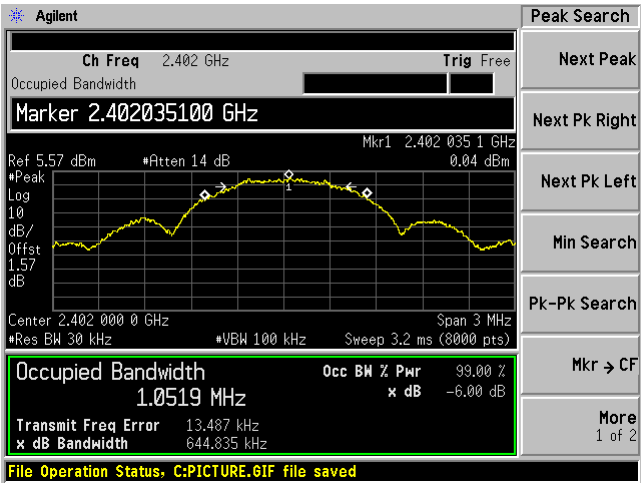 Agilent
Peak Search
Ch Freq 2.402 GHz Trig Free
Occupied Bandwidth
Marker 2.402035100 GHz
Mkr1 2.402 035 1 GHz
Ref 5.57 dBm #Atten 14 dB 0.04 dBm
#Peak
Log
10
dB/
Offst
1.57
dB
1
Center 2.402 000 0 GHz Span 3 MHz
#Res BW 30 kHz #VBW 100 kHz Sweep 3.2 ms (8000 pts)
Occupied Bandwidth Occ BW % Pwr 99.00 %
1.0519 MHz x dB -6.00 dB
Transmit Freq Error 13.487 kHz
x dB Bandwidth 644.835 kHz
File Operation Status, C:PICTURE.GIF file saved
Next Peak
Next Pk Right
Next Pk Left
Min Search
Pk-Pk Search
Mkr → CF
More
1 of 2